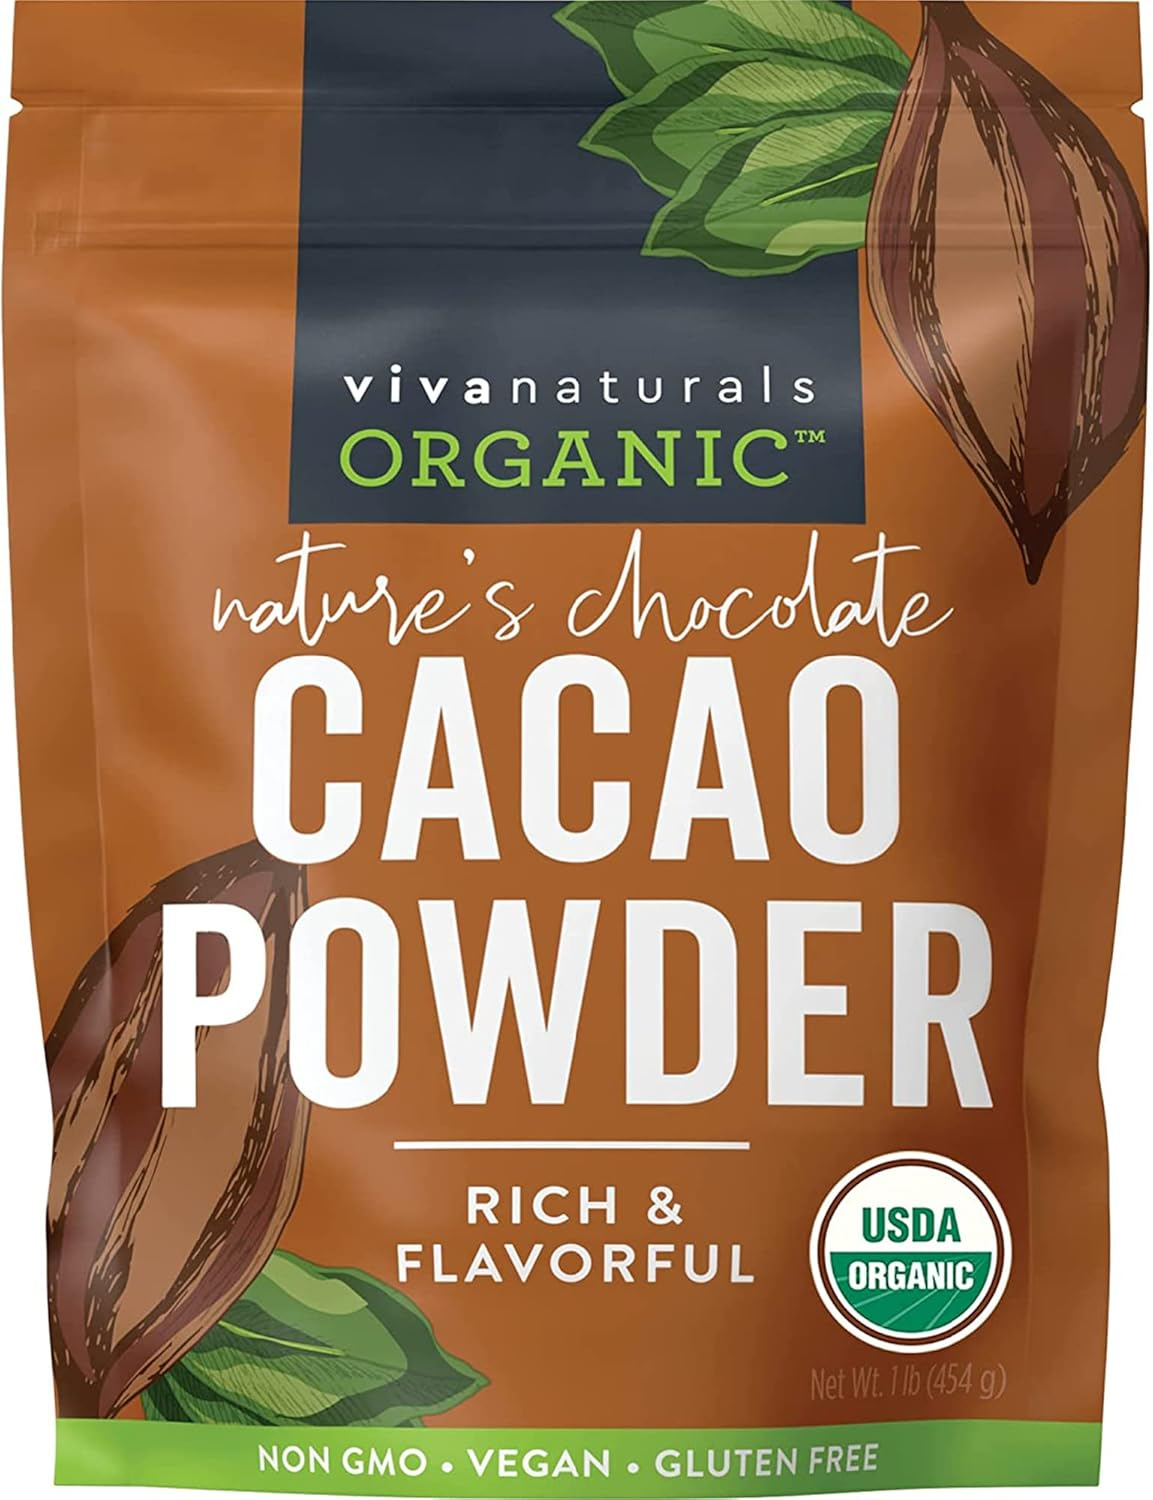 vivanaturals
ORGANIC™
nature's chocolate
CACAO
POWDER
RICH &
FLAVORFUL
USDA
ORGANIC
Net Wt. 1 lb (454 g)
NON GMO • VEGAN • GLUTEN FREE